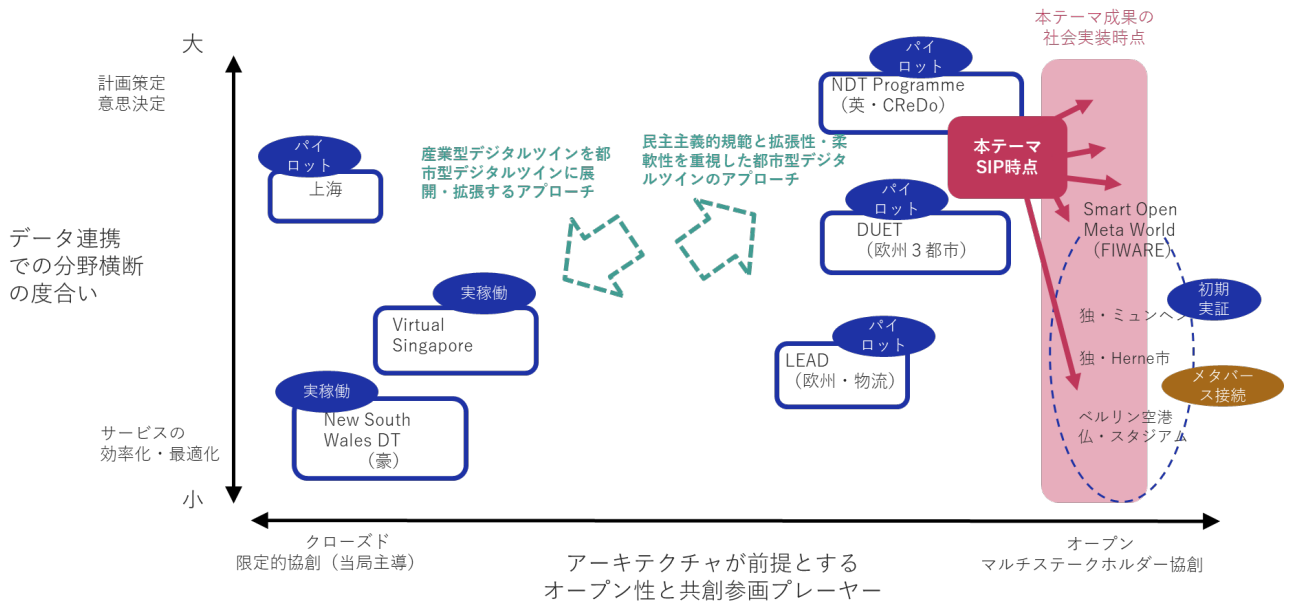 本テーマ成果の
社会実装時点
大
計画策定
意思決定
パイ
ロット
NDT Programme
（英・CReDo）
本テーマ
SIP時点
パイ
ロット
上海
産業型デジタルツインを都
市型デジタルツインに展
開・拡張するアプローチ
民主主義的規範と拡張性・柔
軟性を重視した都市型デジタ
ルツインのアプローチ
パイ
ロット
DUET
（欧州３都市）
Smart Open
Meta World
（FIWARE）
データ連携
での分野横断
の度合い
実稼働
Virtual
Singapore
初期
実証
独・ミュンヘン
パイ
ロット
LEAD
（欧州・物流）
独・Herne市
メタバー
ス接続
実稼働
New South
Wales DT
（豪）
ベルリン空港
仏・スタジアム
サービスの
効率化・最適化
小
クローズド
限定的協創（当局主導）
アーキテクチャが前提とする
オープン性と共創参画プレーヤー
オープン
マルチステークホルダー協創